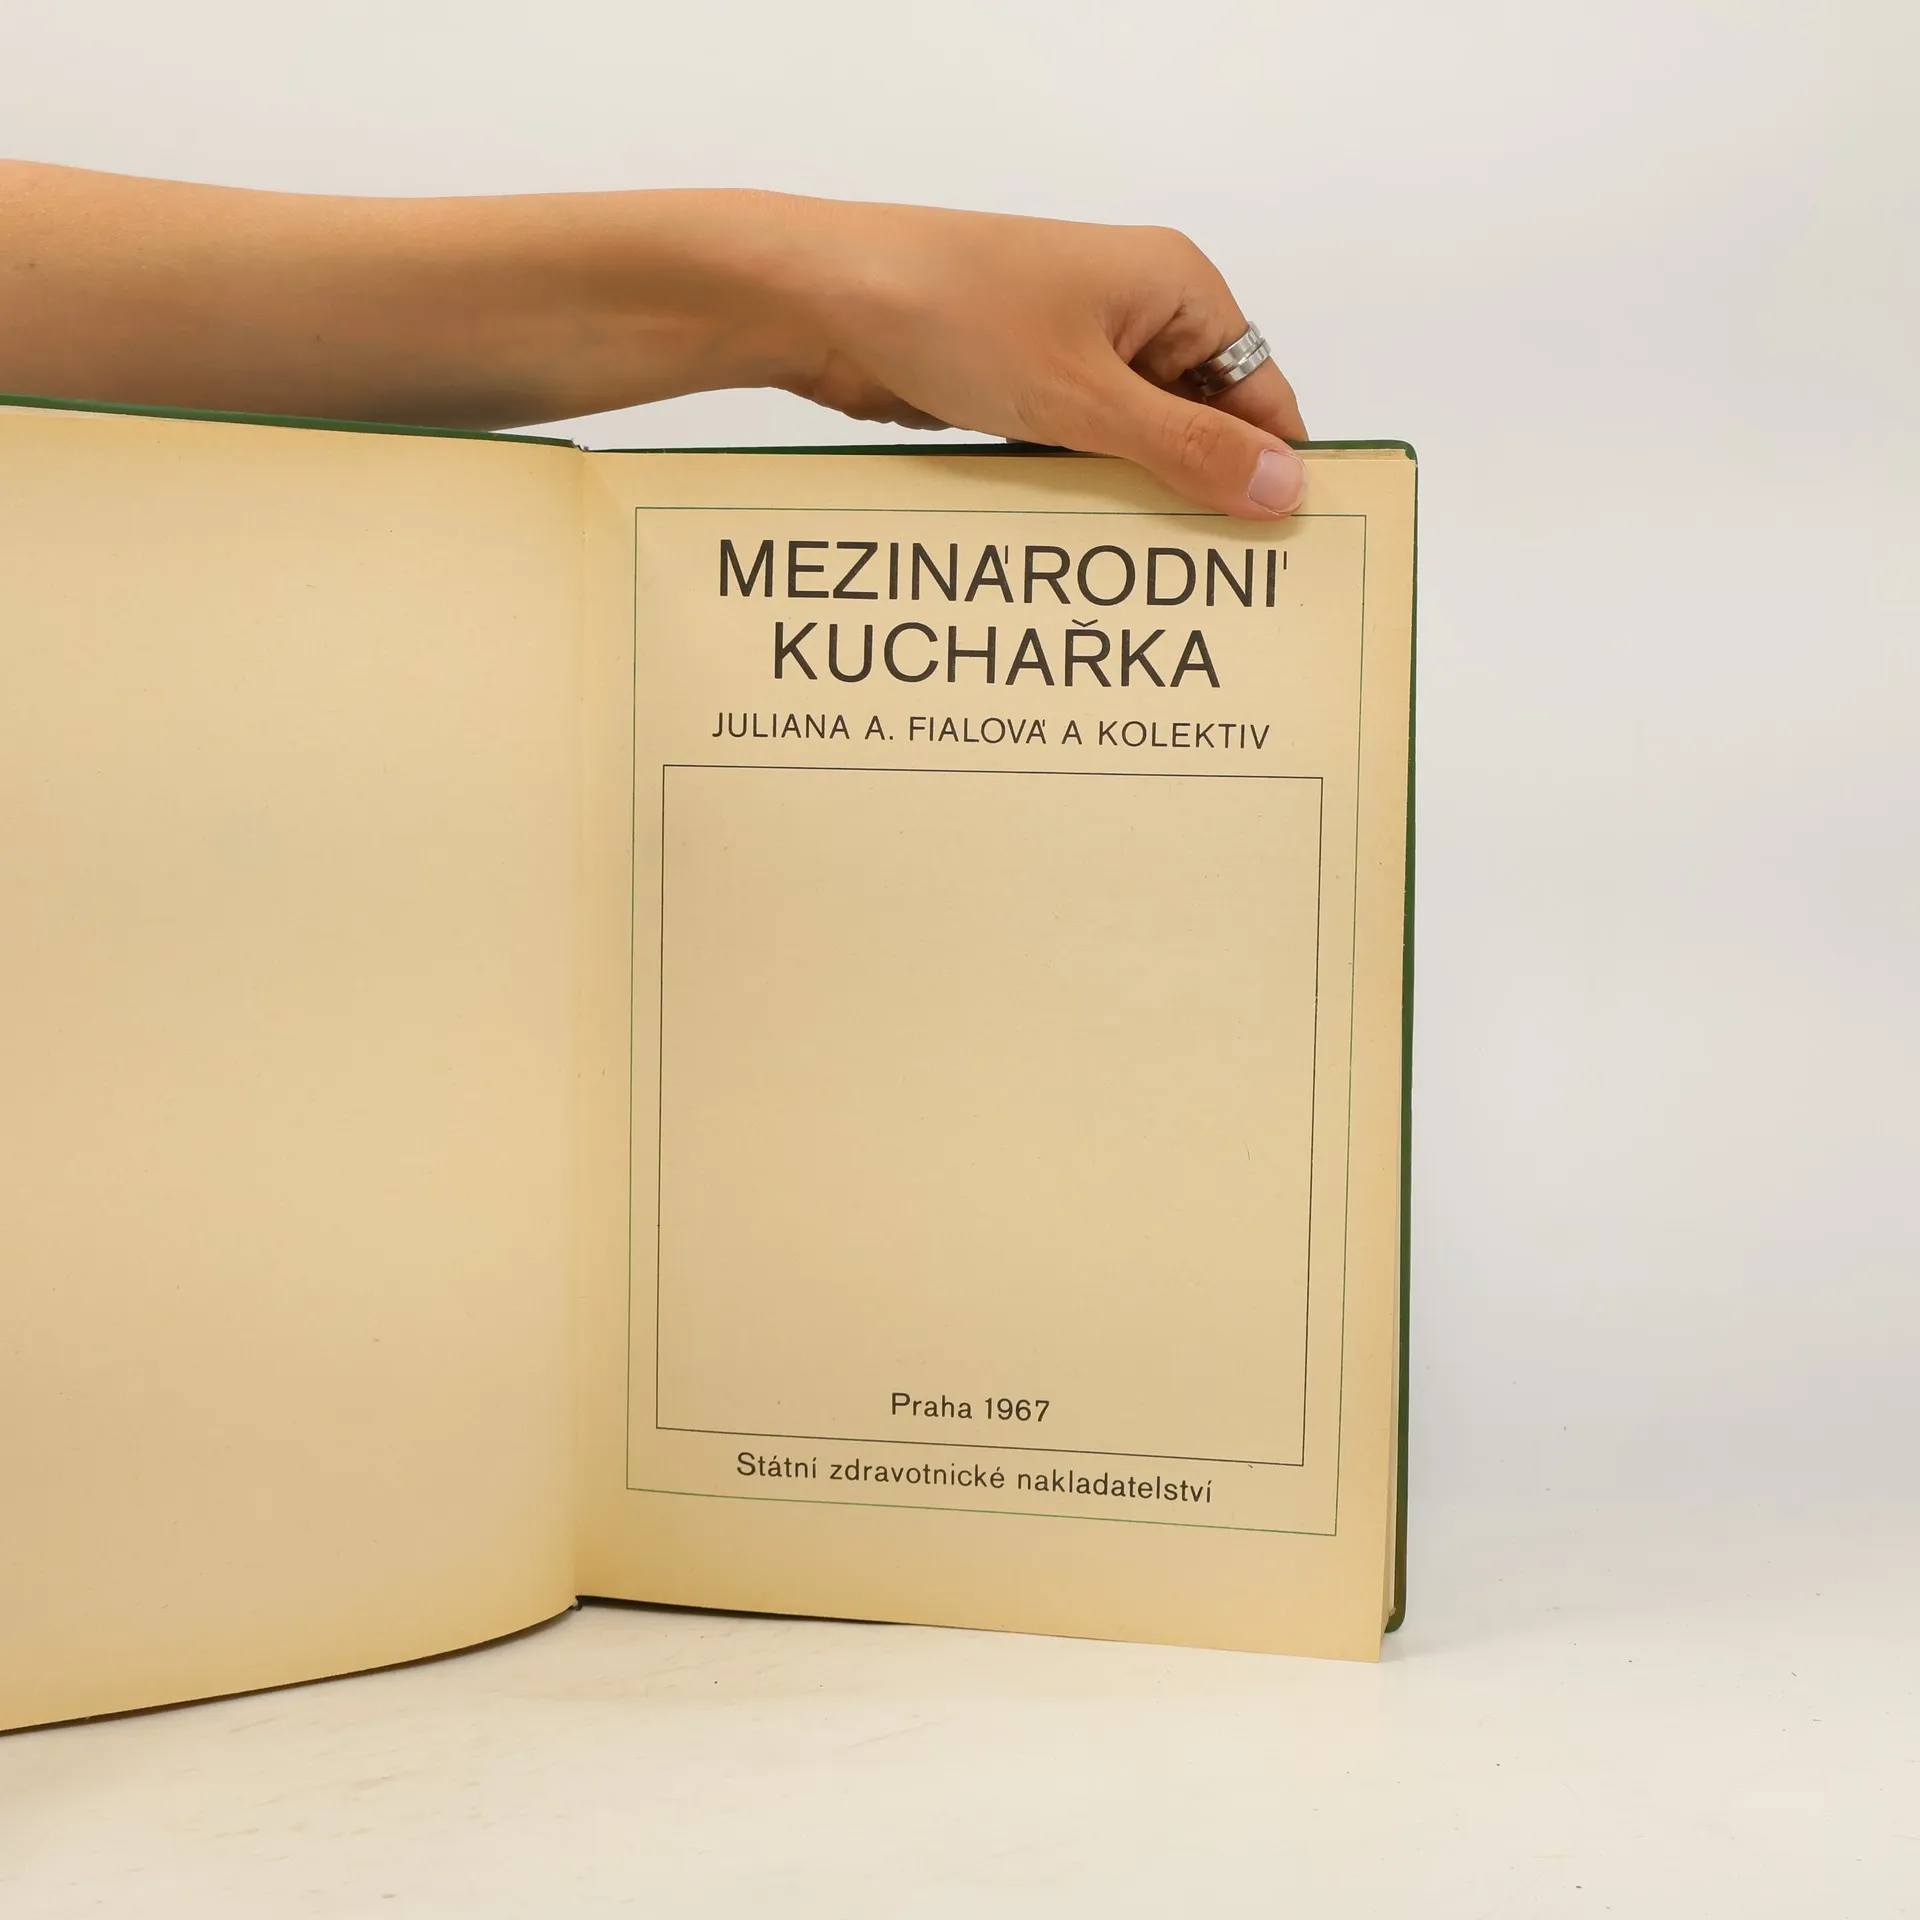 MEZINÁRODNÍ
KUCHAŘKA
JULIANA A. FIALOVÁ A KOLEKTIV
Praha 1967
Státní zdravotnické nakladatelství